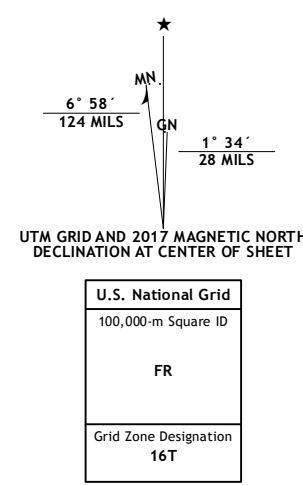 ★
MN
6° 58´
124 MILS
GN
1° 34´
28 MILS
UTM GRID AND 2017 MAGNETIC NORTH
DECLINATION AT CENTER OF SHEET
U.S. National Grid
100,000-m Square ID
FR
Grid Zone Designation
16T